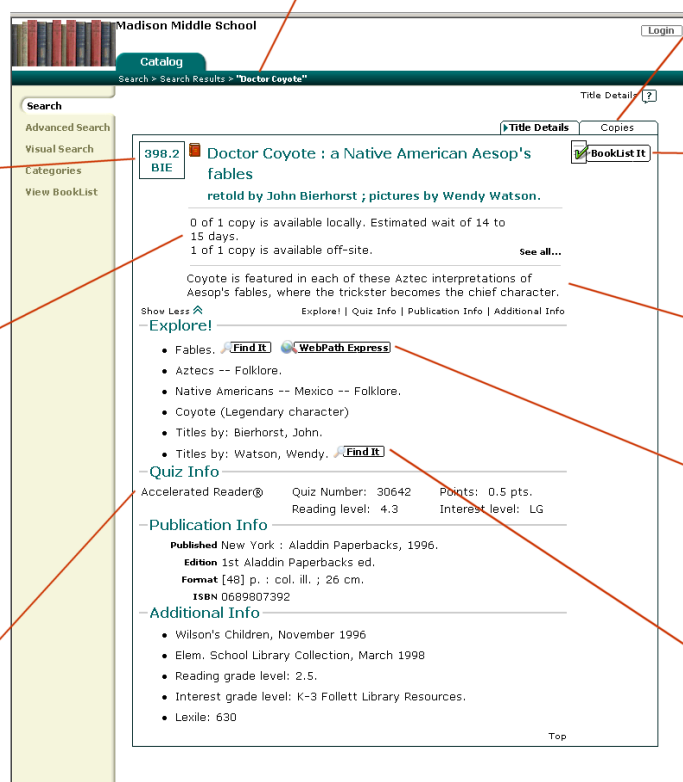 Madison Middle School
Login
Catalog
Search > Search Results > "Doctor Coyote"
Title Details ?
Search
Advanced Search
Visual Search
Categories
View BookList
Title Details
Copies
398.2
BIE
Doctor Coyote : a Native American Aesop's
fables
BookList It
retold by John Bierhorst ; pictures by Wendy Watson.
0 of 1 copy is available locally. Estimated wait of 14 to
15 days.
1 of 1 copy is available off-site.
See all...
Coyote is featured in each of these Aztec interpretations of
Aesop's fables, where the trickster becomes the chief character.
Show Less
Explore! | Quiz Info | Publication Info | Additional Info
Explore!
• Fables. Find It WebPath Express
• Aztecs -- Folklore.
• Native Americans -- Mexico -- Folklore.
• Coyote (Legendary character)
• Titles by: Bierhorst, John.
• Titles by: Watson, Wendy. Find It
Quiz Info
Accelerated Reader® Quiz Number: 30642 Points: 0.5 pts.
Reading level: 4.3 Interest level: LG
Publication Info
Published New York : Aladdin Paperbacks, 1996.
Edition 1st Aladdin Paperbacks ed.
Format [48] p. : col. ill. ; 26 cm.
ISBN 0689807392
Additional Info
• Wilson's Children, November 1996
• Elem. School Library Collection, March 1998
• Reading grade level: 2.5.
• Interest grade level: K-3 Follett Library Resources.
• Lexile: 630
Top